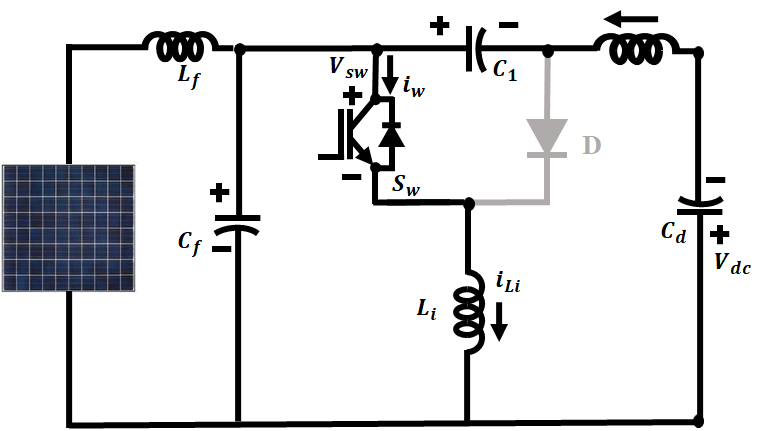 + −
L_f
V_sw
C_1
i_w
+
D
−
S_w
+
−
C_f
−
C_d
+
V_dc
L_i
i_Li